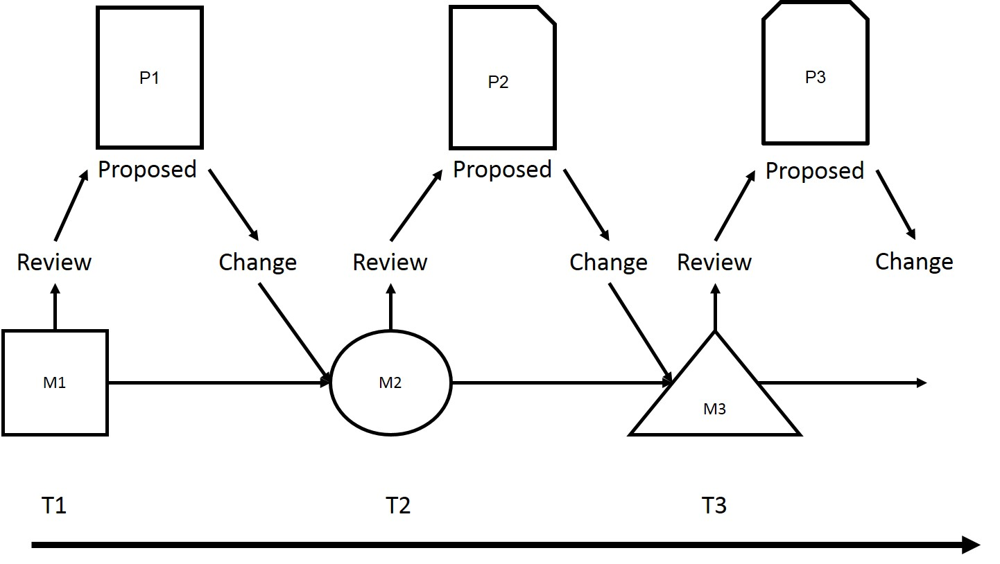 P1
P2
P3
Proposed
Proposed
Proposed
Review
Change
Review
Change
Review
Change
M1
M2
M3
T1
T2
T3